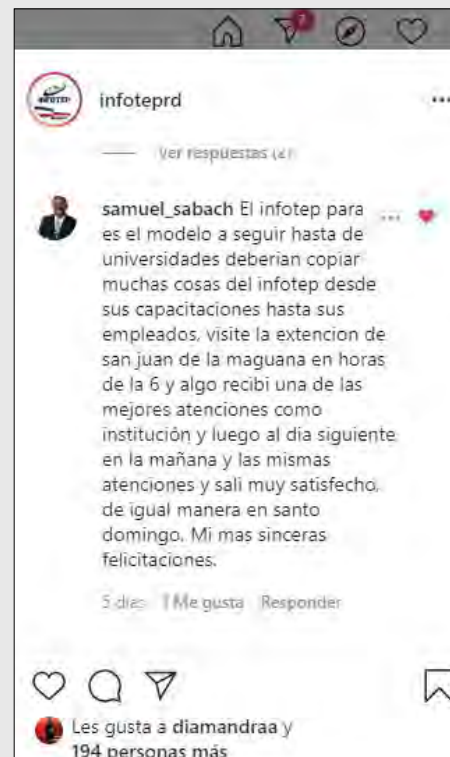 7
INFOTEP
infoteprd
Ver respuestas (2)
samuel_sabach El infotep para
es el modelo a seguir hasta de
universidades deberian copiar
muchas cosas del infotep desde
sus capacitaciones hasta sus
empleados, visite la extencion de
san juan de la maguana en horas
de la 6 y algo recibi una de las
mejores atenciones como
institución y luego al dia siguiente
en la mañana y las mismas
atenciones y sali muy satisfecho,
de igual manera en santo
domingo. Mi mas sinceras
felicitaciones.
5 días 1 Me gusta Responder
Les gusta a diamandraa y
194 personas más